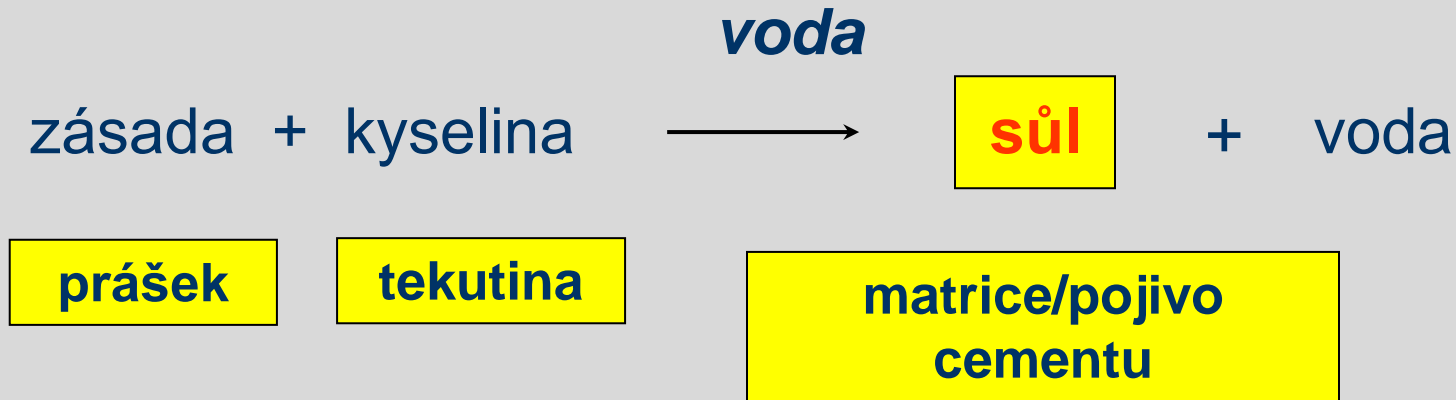 voda
zásada + kyselina sůl + voda
prášek tekutina
matrice/pojivo
cementu